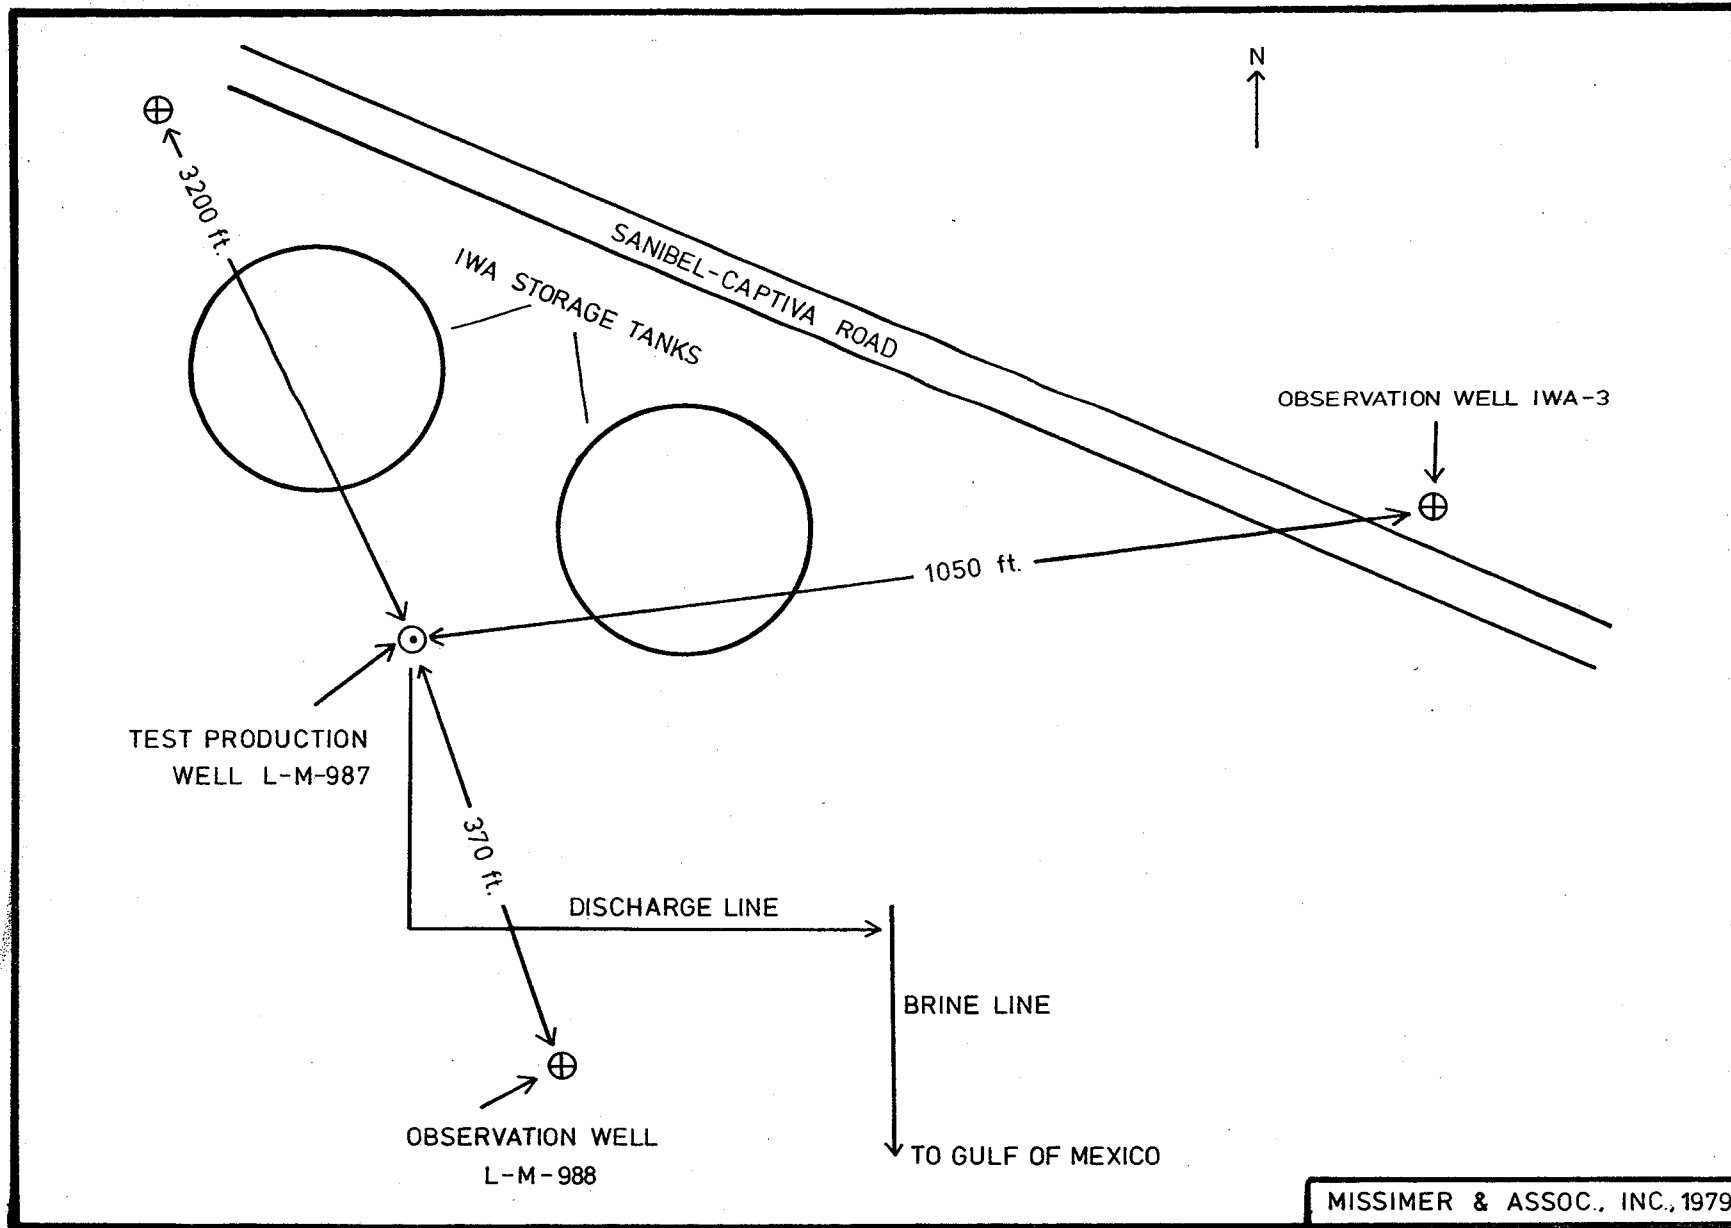 N
3200 ft.
SANIBEL-CAPTIVA ROAD
IWA STORAGE TANKS
OBSERVATION WELL IWA-3
1050 ft.
TEST PRODUCTION
WELL L-M-987
370 ft.
DISCHARGE LINE
BRINE LINE
OBSERVATION WELL
L-M-988
TO GULF OF MEXICO
MISSIMER & ASSOC., INC., 1979